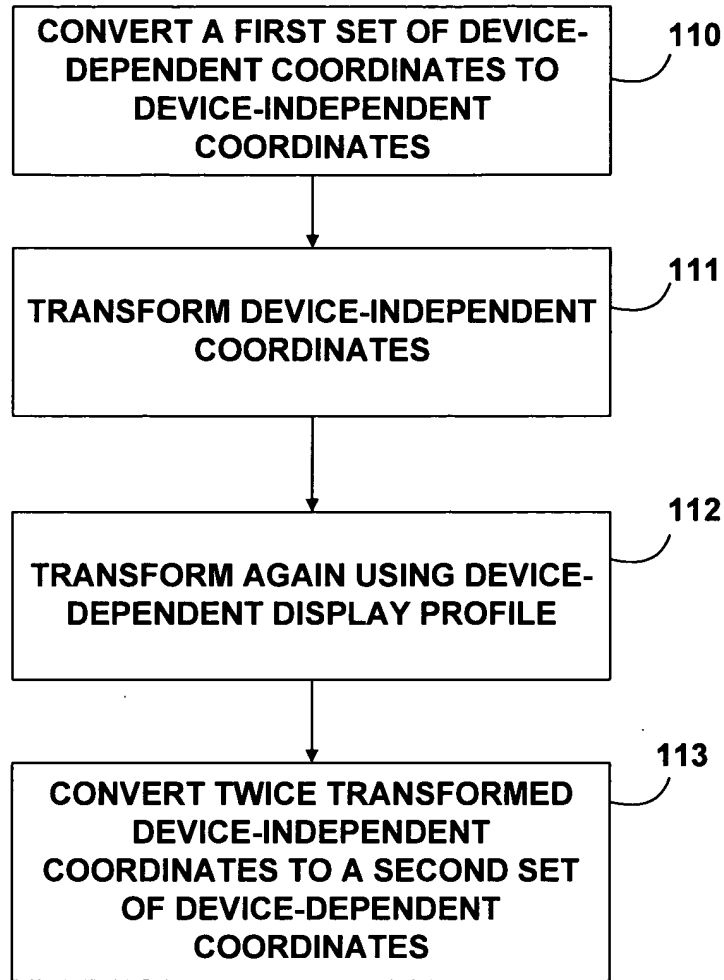 CONVERT A FIRST SET OF DEVICE-
DEPENDENT COORDINATES TO
DEVICE-INDEPENDENT
COORDINATES
110
TRANSFORM DEVICE-INDEPENDENT
COORDINATES
111
TRANSFORM AGAIN USING DEVICE-
DEPENDENT DISPLAY PROFILE
112
CONVERT TWICE TRANSFORMED
DEVICE-INDEPENDENT
COORDINATES TO A SECOND SET
OF DEVICE-DEPENDENT
COORDINATES
113